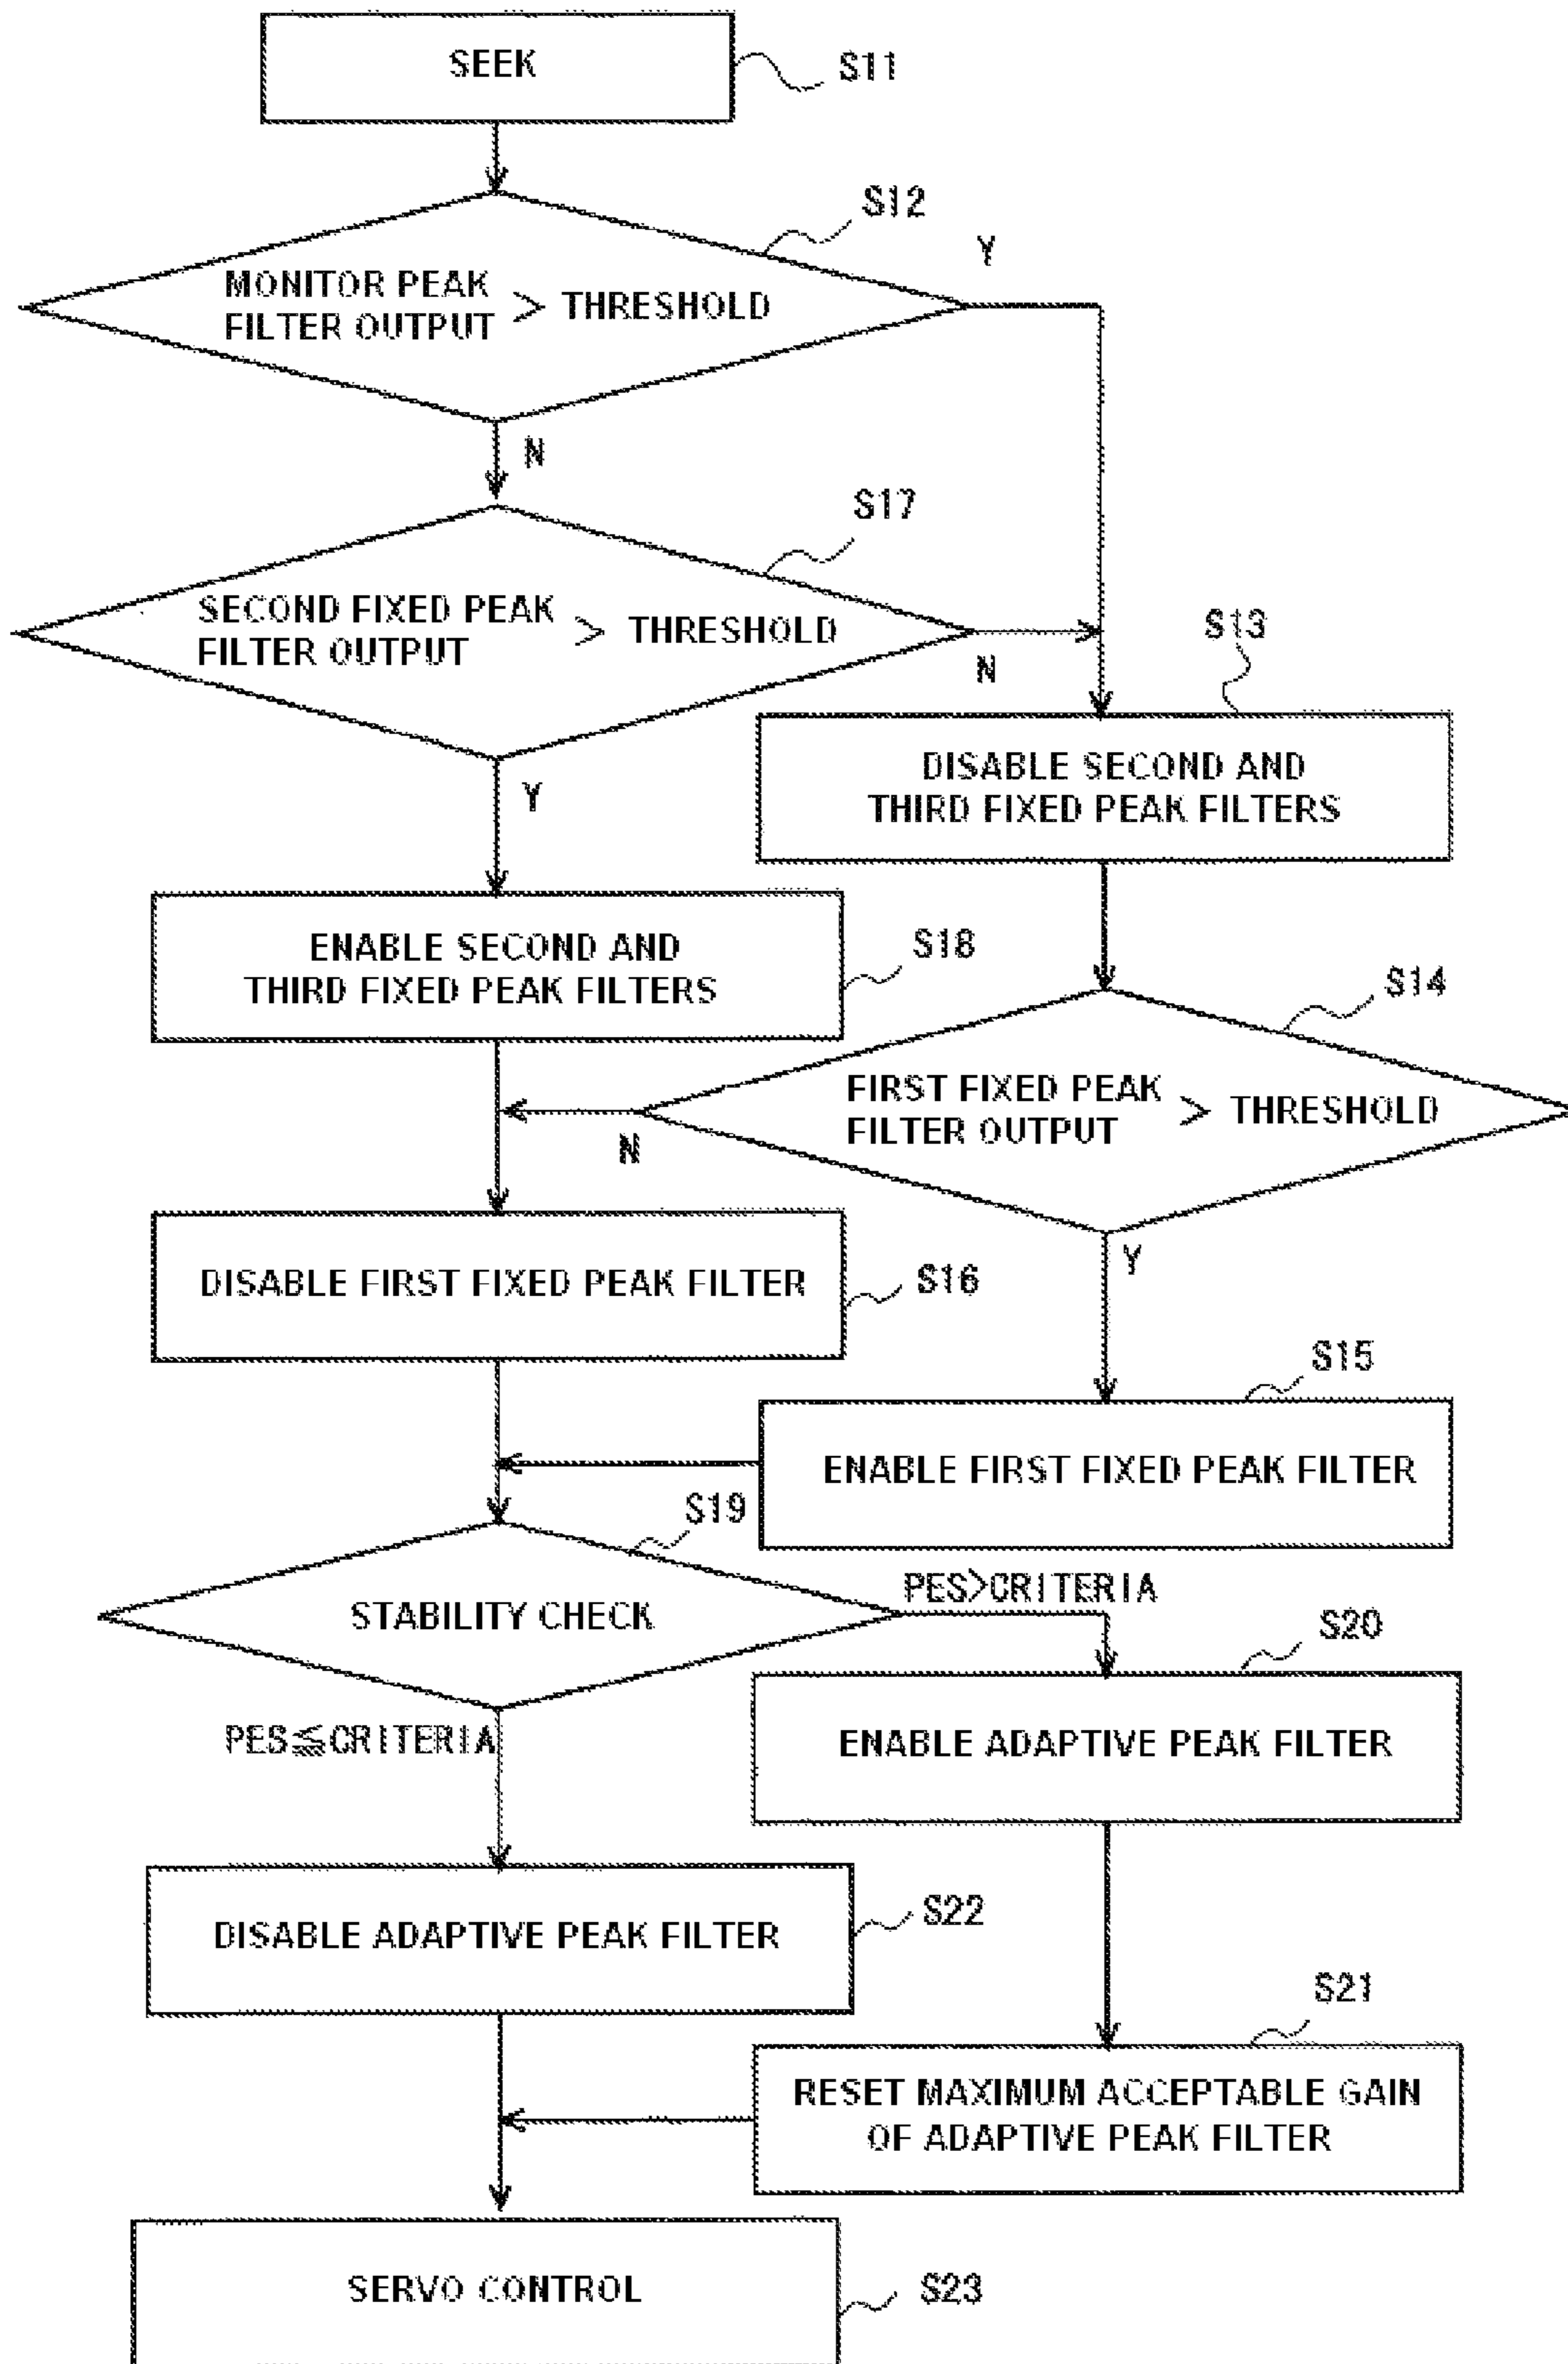 SEEK
S11
S12
Y
MONITOR PEAK
FILTER OUTPUT > THRESHOLD
N
S17
SECOND FIXED PEAK
FILTER OUTPUT > THRESHOLD
N
S13
DISABLE SECOND AND
THIRD FIXED PEAK FILTERS
Y
ENABLE SECOND AND
THIRD FIXED PEAK FILTERS
S18
S14
FIRST FIXED PEAK
FILTER OUTPUT > THRESHOLD
N
Y
DISABLE FIRST FIXED PEAK FILTER
S16
S15
ENABLE FIRST FIXED PEAK FILTER
S19
STABILITY CHECK
PES>CRITERIA
S20
PES≦CRITERIA
ENABLE ADAPTIVE PEAK FILTER
DISABLE ADAPTIVE PEAK FILTER
S22
S21
RESET MAXIMUM ACCEPTABLE GAIN
OF ADAPTIVE PEAK FILTER
SERVO CONTROL
S23